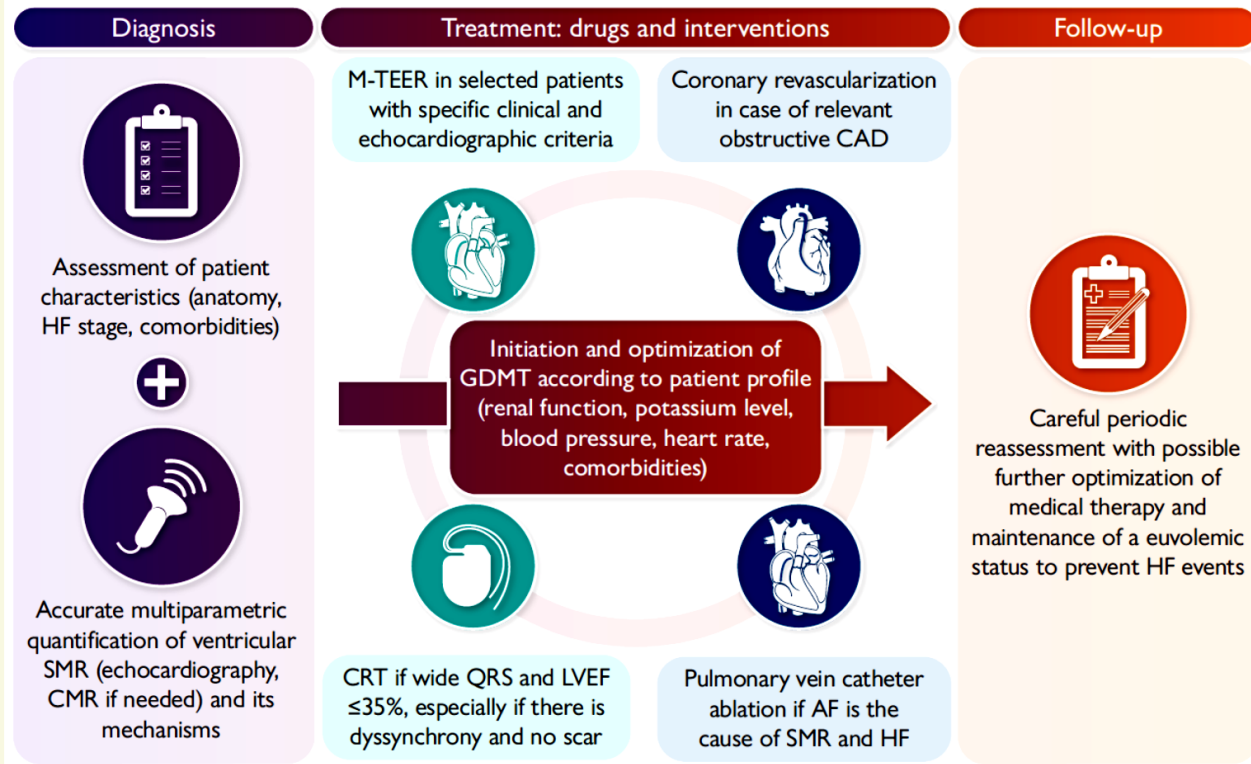 Diagnosis
Treatment: drugs and interventions
Follow-up
Assessment of patient
characteristics (anatomy,
HF stage, comorbidities)
Accurate multiparametric
quantification of ventricular
SMR (echocardiography,
CMR if needed) and its
mechanisms
M-TEER in selected patients
with specific clinical and
echocardiographic criteria
Coronary revascularization
in case of relevant
obstructive CAD
Initiation and optimization of
GDMT according to patient profile
(renal function, potassium level,
blood pressure, heart rate,
comorbidities)
CRT if wide QRS and LVEF
≤35%, especially if there is
dyssynchrony and no scar
Pulmonary vein catheter
ablation if AF is the
cause of SMR and HF
Careful periodic
reassessment with possible
further optimization of
medical therapy and
maintenance of a euvolemic
status to prevent HF events